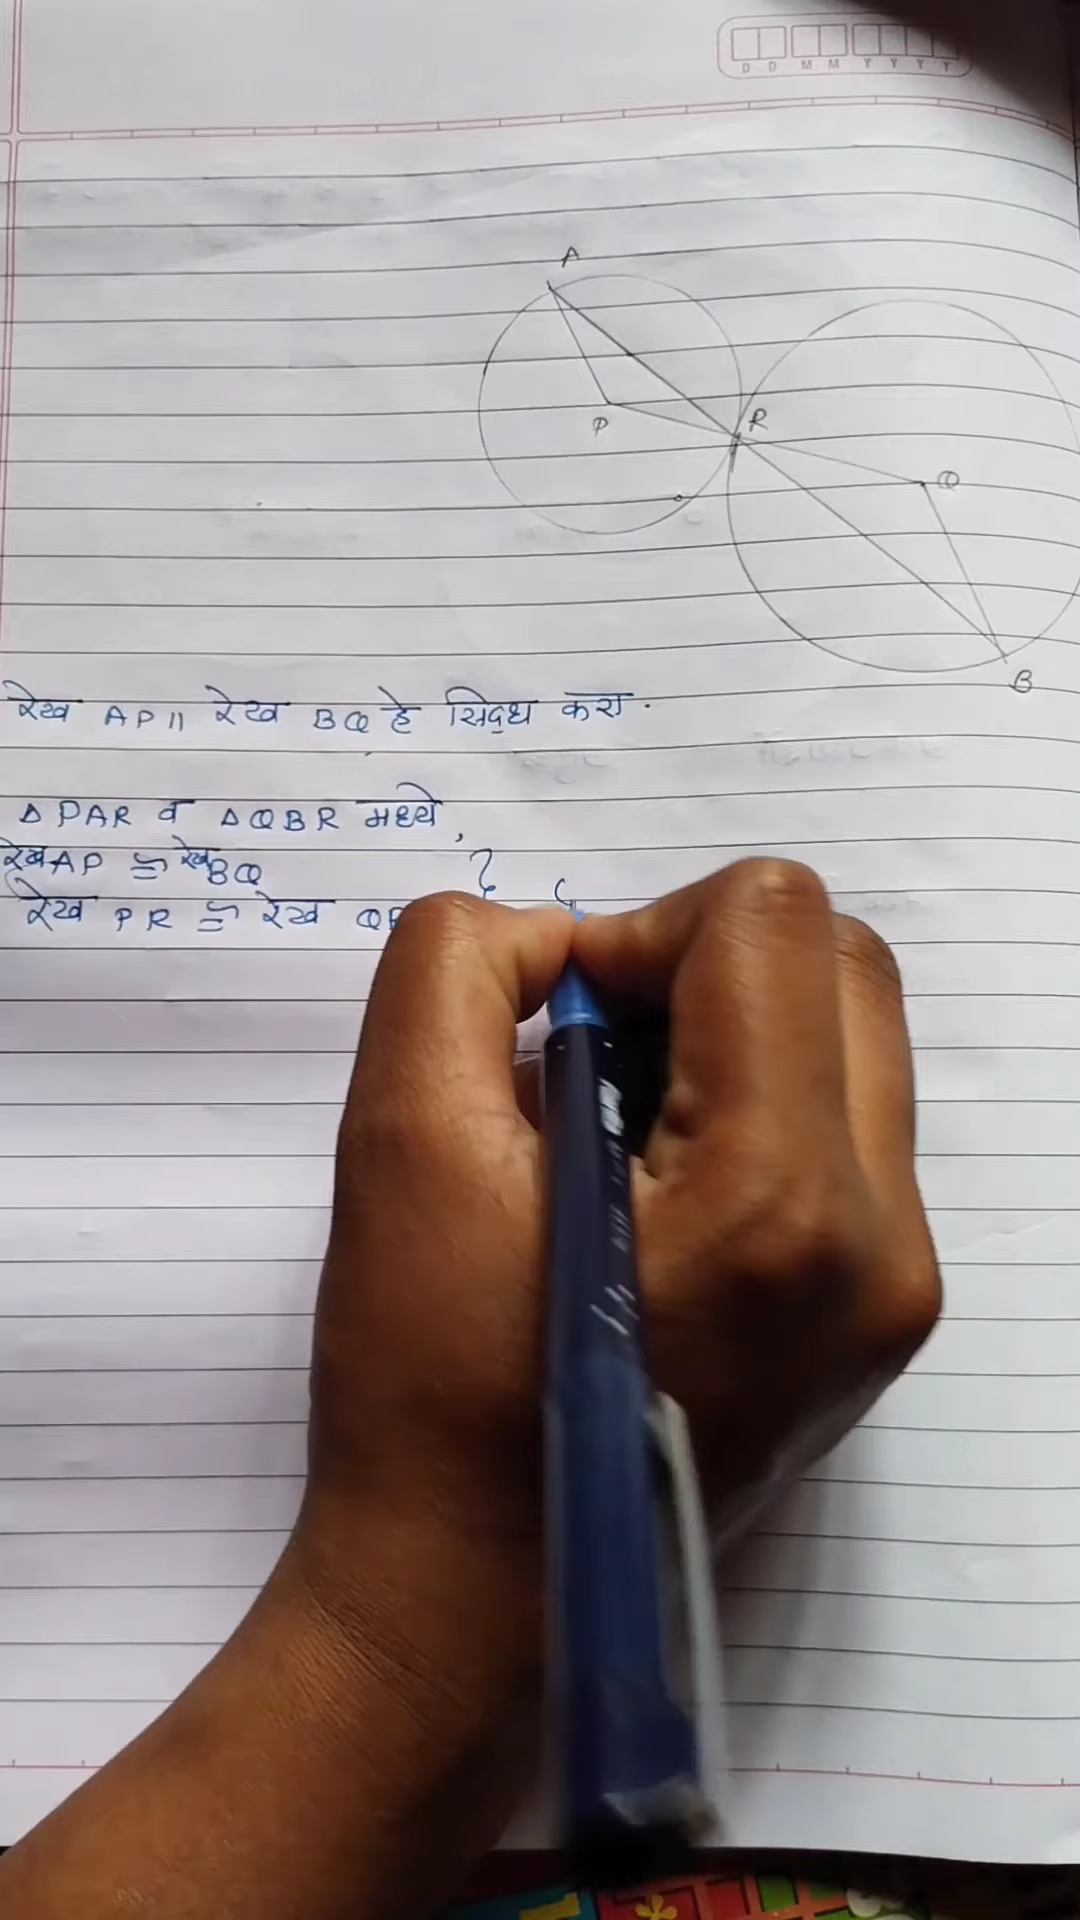 D D M M Y Y Y Y
A
P
R
Q
B
रेख AP || रेख BQ हे सिद्ध करा.
Δ PAR व Δ QBR मध्ये,
रेख AP ≅ रेख BQ
रेख PR ≅ रेख